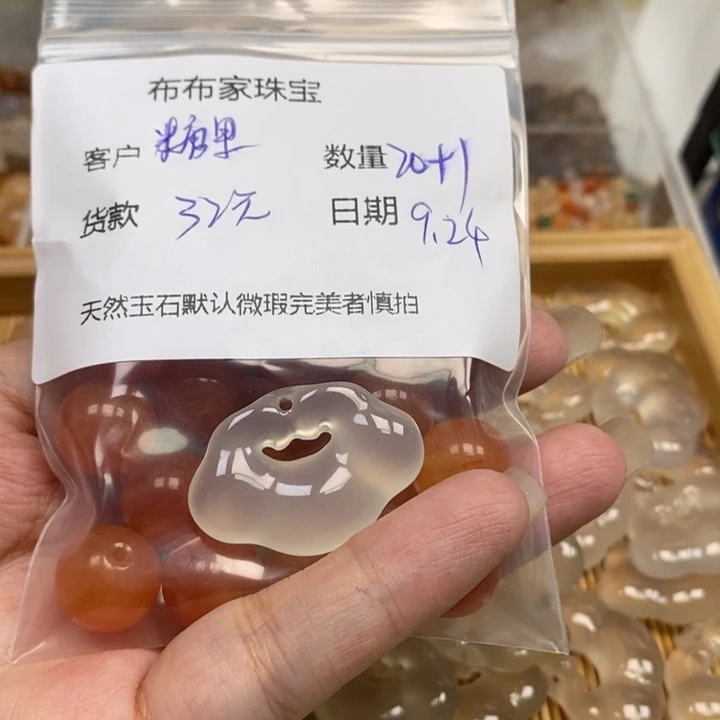 布布家珠宝
客户 糖果 数量 20+1
货款 32元 日期 9.24
天然玉石默认微瑕完美者慎拍